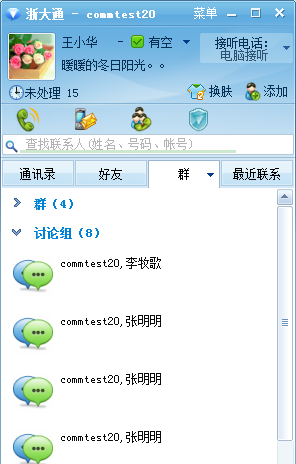 浙大通 - commtest20 菜单
王小华 - 有空
接听电话:
电脑接听
暖暖的冬日阳光。。
未处理 15 换肤 添加
查找联系人(姓名、号码、帐号)
通讯录 好友 群 最近联系
群 (4)
讨论组 (8)
commtest20,李牧歌
commtest20,张明明
commtest20,张明明
commtest20,张明明